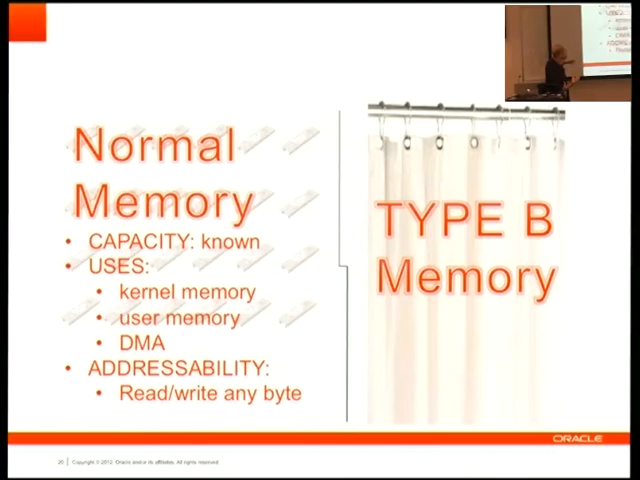 Normal
Memory
• CAPACITY: known
• USES:
• kernel memory
• user memory
• DMA
• ADDRESSABILITY:
• Read/write any byte
TYPE B
Memory
ORACLE
Copyright © 2012, Oracle and/or its affiliates. All rights reserved.